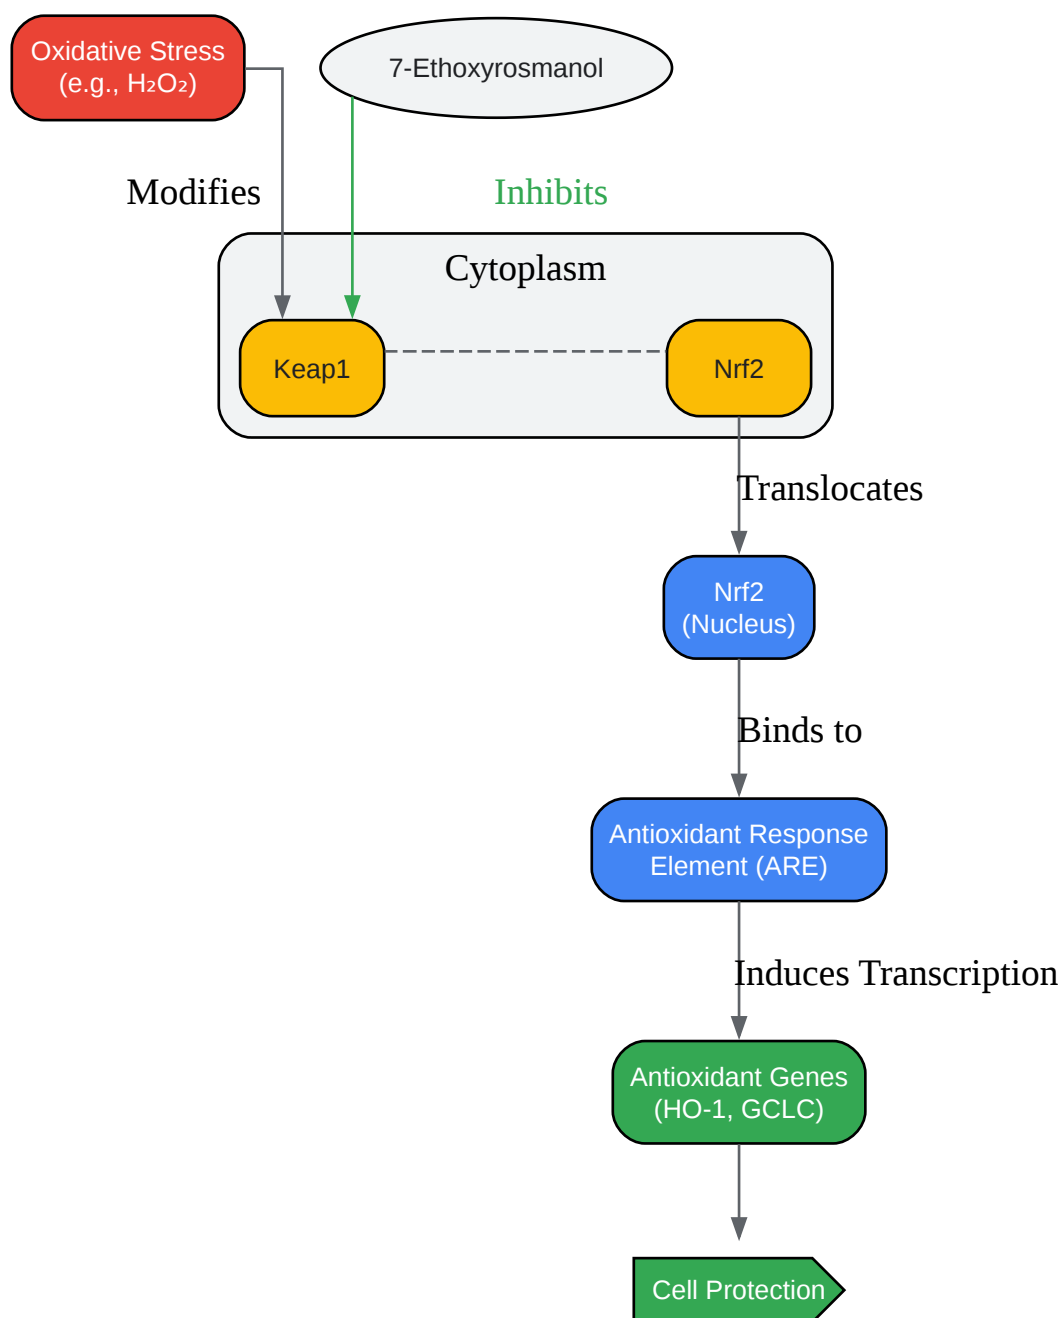 Oxidative Stress
(e.g., H₂O₂)
7-Ethoxyrosmanol
Modifies
Inhibits
Cytoplasm
Keap1
Nrf2
Translocates
Nrf2
(Nucleus)
Binds to
Antioxidant Response
Element (ARE)
Induces Transcription
Antioxidant Genes
(HO-1, GCLC)
Cell Protection